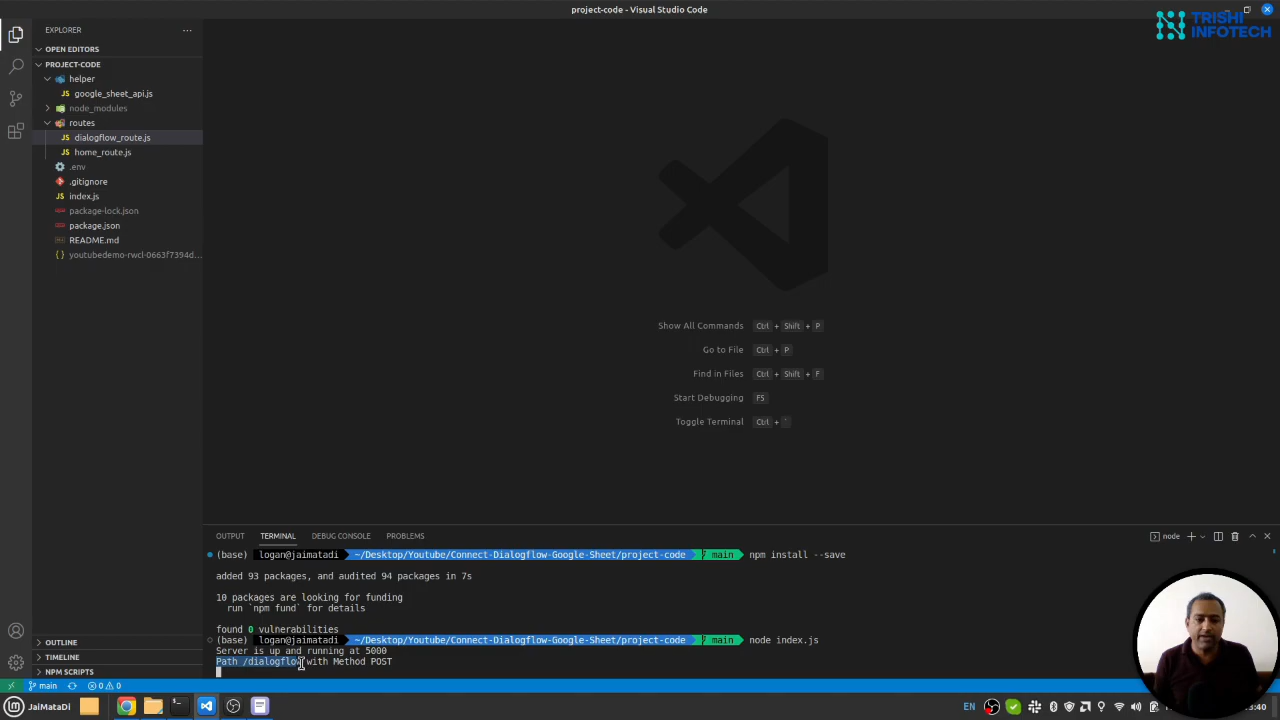 project-code - Visual Studio Code
TRISHI
INFOTECH
EXPLORER
OPEN EDITORS
PROJECT-CODE
helper
JS google_sheet_api.js
node_modules
routes
JS dialogflow_route.js
JS home_route.js
.env
.gitignore
JS index.js
package-lock.json
package.json
README.md
{ } youtubedemo-rwcl-0663f7394d...
Show All Commands Ctrl + Shift + P
Go to File Ctrl + P
Find in Files Ctrl + Shift + F
Start Debugging F5
Toggle Terminal Ctrl + `
OUTPUT TERMINAL DEBUG CONSOLE PROBLEMS
node
(base) logan@jaimatadi ~/Desktop/Youtube/Connect-Dialogflow-Google-Sheet/project-code main npm install --save
added 93 packages, and audited 94 packages in 7s
10 packages are looking for funding
run `npm fund` for details
found 0 vulnerabilities
(base) logan@jaimatadi ~/Desktop/Youtube/Connect-Dialogflow-Google-Sheet/project-code main node index.js
Server is up and running at 5000
Path /dialogflow with Method POST
OUTLINE
TIMELINE
NPM SCRIPTS
main 0 0
JaiMataDi
EN